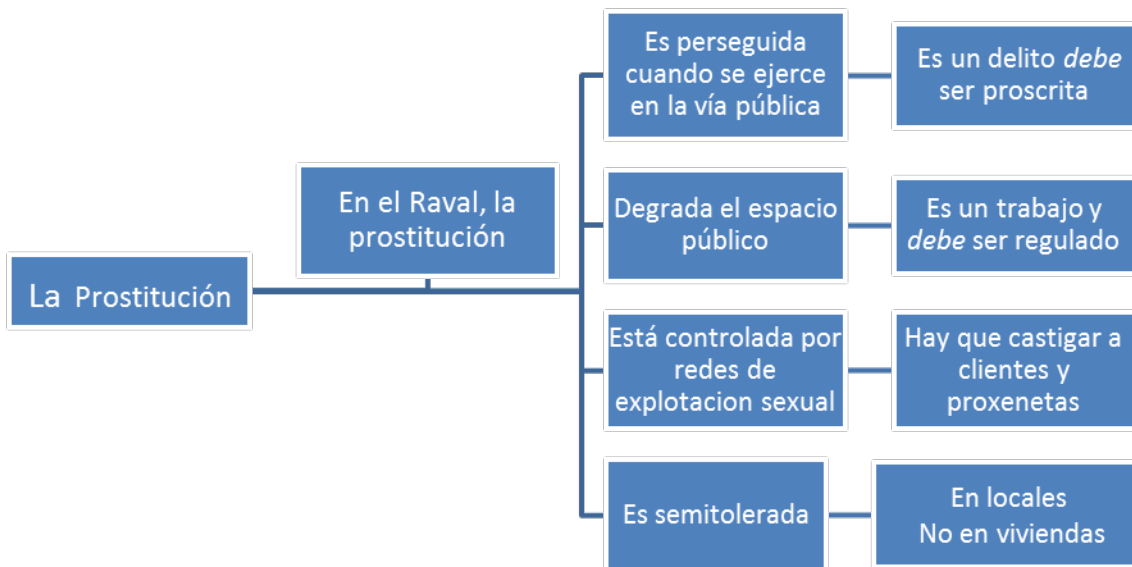 La Prostitución
En el Raval, la
prostitución
Es perseguida
cuando se ejerce
en la vía pública
Es un delito debe
ser proscrita
Degrada el espacio
público
Es un trabajo y
debe ser regulado
Está controlada por
redes de
explotacion sexual
Hay que castigar a
clientes y
proxenetas
Es semitolerada
En locales
No en viviendas